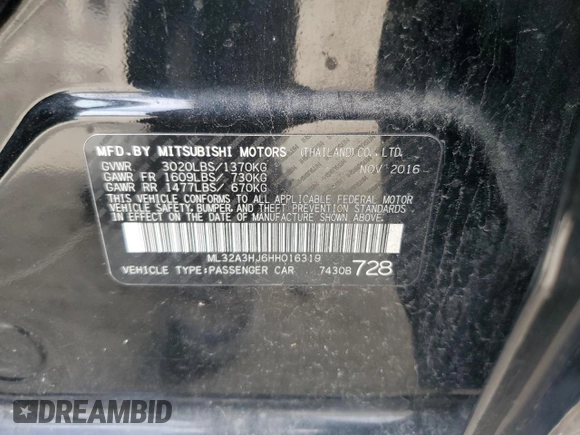 MFD.BY MITSUBISHI MOTORS (THAILAND)CO.,LTD.
GVWR 3020LBS/1370KG NOV 2016
GAWR FR 1609LBS/ 730KG
GAWR RR 1477LBS/ 670KG
THIS VEHICLE CONFORMS TO ALL APPLICABLE FEDERAL MOTOR
VEHICLE SAFETY, BUMPER, AND THEFT PREVENTION STANDARDS
IN EFFECT ON THE DATE OF MANUFACTURE SHOWN ABOVE.
ML32A3HJ6HH016319
VEHICLE TYPE:PASSENGER CAR 7430B 728
DREAMBID